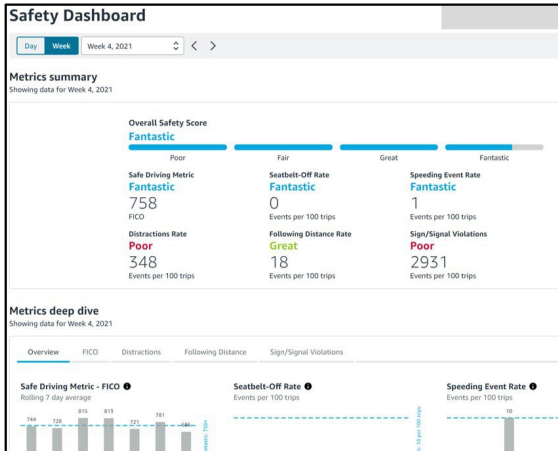 Safety Dashboard
Day Week Week 4, 2021
Metrics summary
Showing data for Week 4, 2021
Overall Safety Score
Fantastic
Poor Fair Great Fantastic
Safe Driving Metric Seatbelt-Off Rate Speeding Event Rate
Fantastic Fantastic Fantastic
758 0 1
FICO Events per 100 trips Events per 100 trips
Distractions Rate Following Distance Rate Sign/Signal Violations
Poor Great Poor
348 18 2931
Events per 100 trips Events per 100 trips Events per 100 trips
Metrics deep dive
Showing data for Week 4, 2021
Overview FICO Distractions Following Distance Sign/Signal Violations
Safe Driving Metric - FICO Seatbelt-Off Rate Speeding Event Rate
Rolling 7 day average Events per 100 trips Events per 100 trips
744 728 815 813 721 781 10
750+
10 per 100 trips